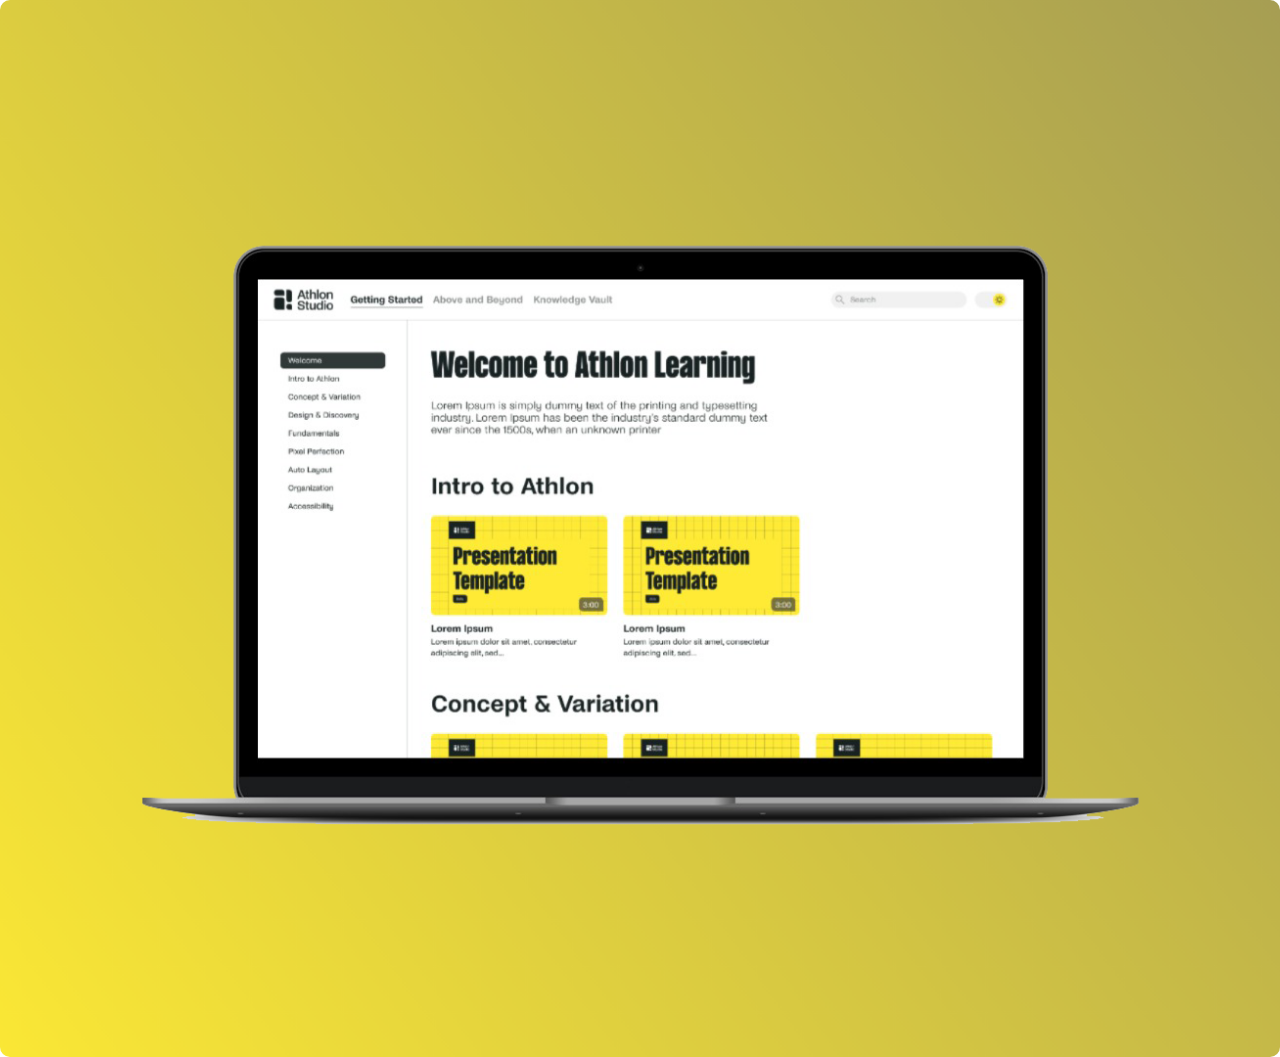 Athlon
Studio
Getting Started
Above and Beyond
Knowledge Vault
Search
Welcome
Intro to Athlon
Concept & Variation
Design & Discovery
Fundamentals
Pixel Perfection
Auto Layout
Organization
Accessibility
Welcome to Athlon Learning
Lorem Ipsum is simply dummy text of the printing and typesetting
industry. Lorem Ipsum has been the industry's standard dummy text
ever since the 1500s, when an unknown printer
Intro to Athlon
Presentation
Template
3:00
Lorem Ipsum
Lorem ipsum dolor sit amet, consectetur
adipiscing elit, sed...
Presentation
Template
3:00
Lorem Ipsum
Lorem ipsum dolor sit amet, consectetur
adipiscing elit, sed...
Concept & Variation